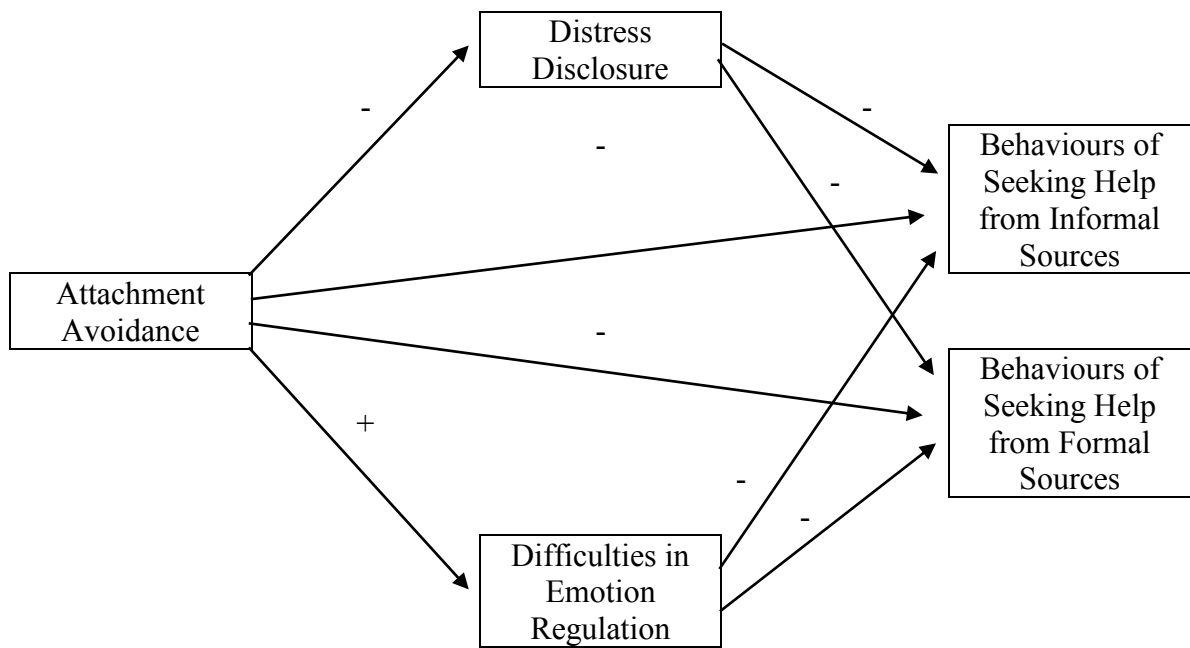 Distress
Disclosure
-
-
-
-
Behaviours of
Seeking Help
from Informal
Sources
Attachment
Avoidance
-
+
Behaviours of
Seeking Help
from Formal
Sources
-
-
Difficulties in
Emotion
Regulation